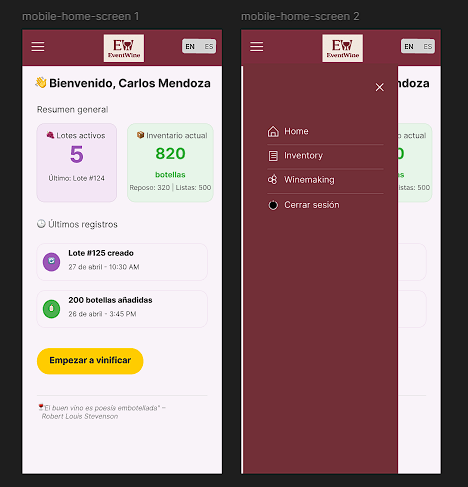 mobile-home-screen 1
EW
EventWine
EN ES
Bienvenido, Carlos Mendoza
Resumen general
Lotes activos
5
Último: Lote #124
Inventario actual
820
botellas
Reposo: 320 | Listas: 500
Últimos registros
Lote #125 creado
27 de abril - 10:30 AM
200 botellas añadidas
26 de abril - 3:45 PM
Empezar a vinificar
"El buen vino es poesía embotellada" –
Robert Louis Stevenson
mobile-home-screen 2
EW
EventWine
EN ES
ndoza
Home
Inventory
Winemaking
Cerrar sesión
ctual
0
s: 500